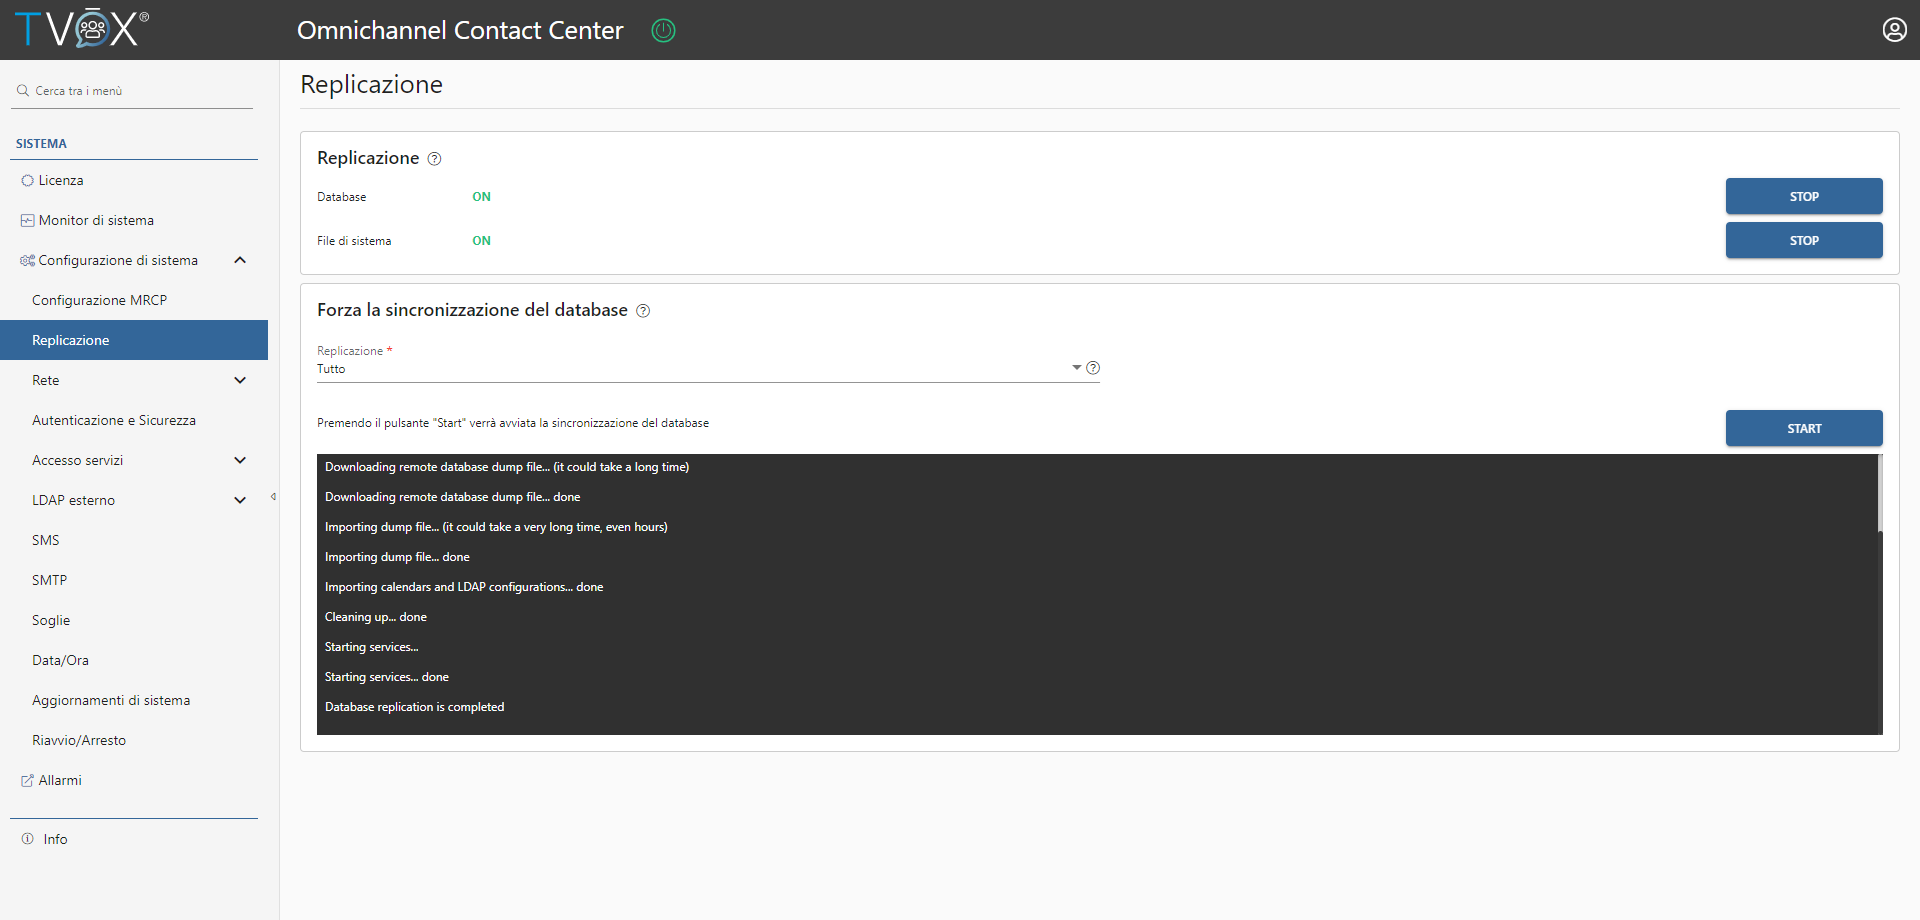 TVOX®
Omnichannel Contact Center
Cerca tra i menù
SISTEMA
Licenza
Monitor di sistema
Configurazione di sistema
Configurazione MRCP
Replicazione
Rete
Autenticazione e Sicurezza
Accesso servizi
LDAP esterno
SMS
SMTP
Soglie
Data/Ora
Aggiornamenti di sistema
Riavvio/Arresto
Allarmi
Info
Replicazione
Replicazione ?
Database ON STOP
File di sistema ON STOP
Forza la sincronizzazione del database ?
Replicazione *
Tutto ?
Premendo il pulsante "Start" verrà avviata la sincronizzazione del database
START
Downloading remote database dump file... (it could take a long time)
Downloading remote database dump file... done
Importing dump file... (it could take a very long time, even hours)
Importing dump file... done
Importing calendars and LDAP configurations... done
Cleaning up... done
Starting services...
Starting services... done
Database replication is completed